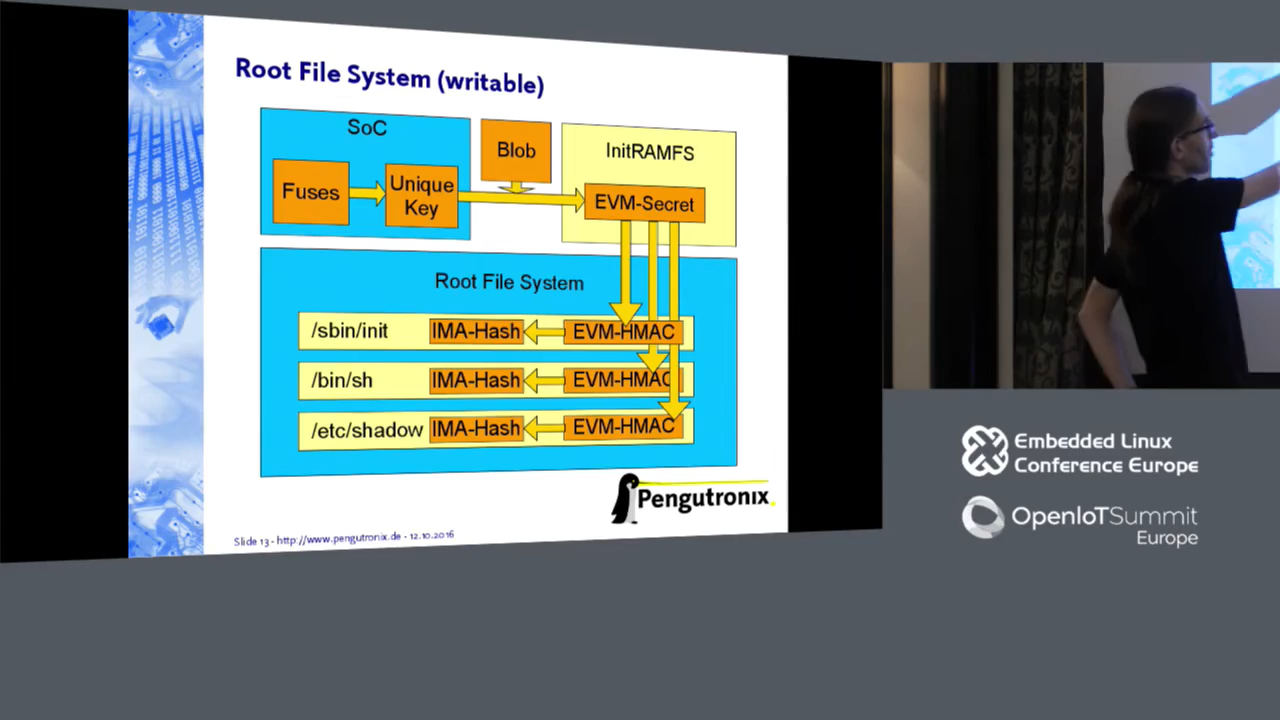 Root File System (writable)
SoC
Blob
InitRAMFS
Fuses
Unique
Key
EVM-Secret
Root File System
/sbin/init IMA-Hash EVM-HMAC
/bin/sh IMA-Hash EVM-HMAC
/etc/shadow IMA-Hash EVM-HMAC
Pengutronix
Slide 13 - http://www.pengutronix.de - 12.10.2016
Embedded Linux
Conference Europe
OpenIoTSummit
Europe